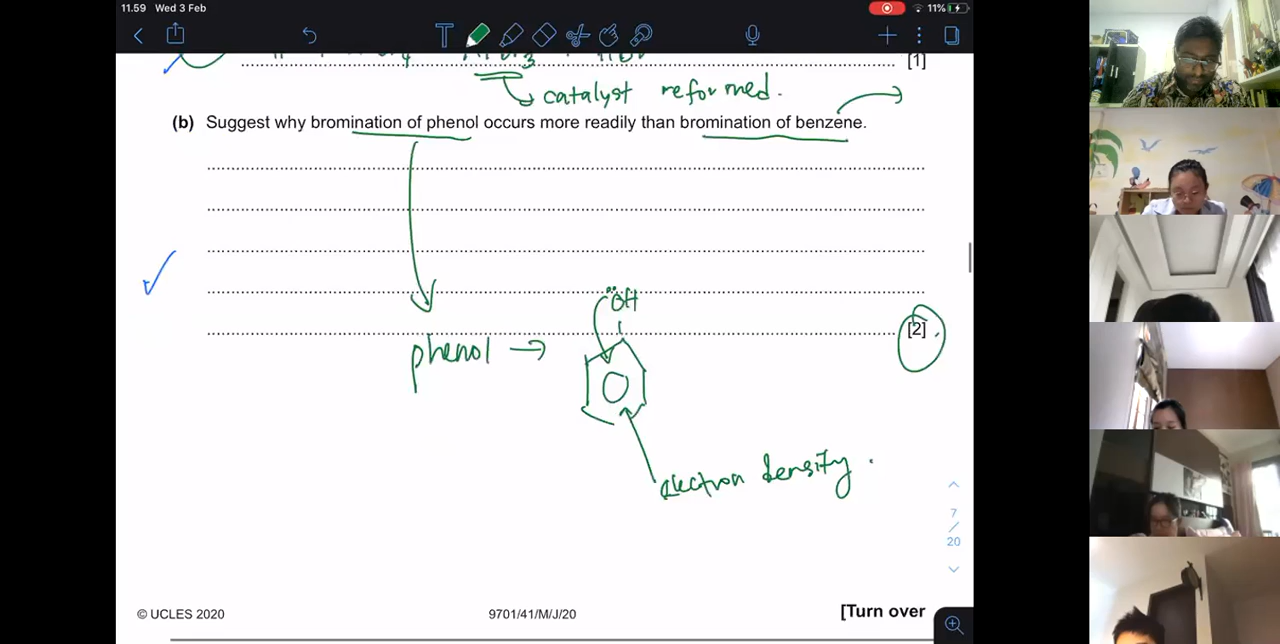 11.59 Wed 3 Feb
11%
[1]
catalyst reformed.
(b) Suggest why bromination of phenol occurs more readily than bromination of benzene.
ÖH
[2]
phenol →
electron density.
7
/
20
© UCLES 2020
9701/41/M/J/20
[Turn over